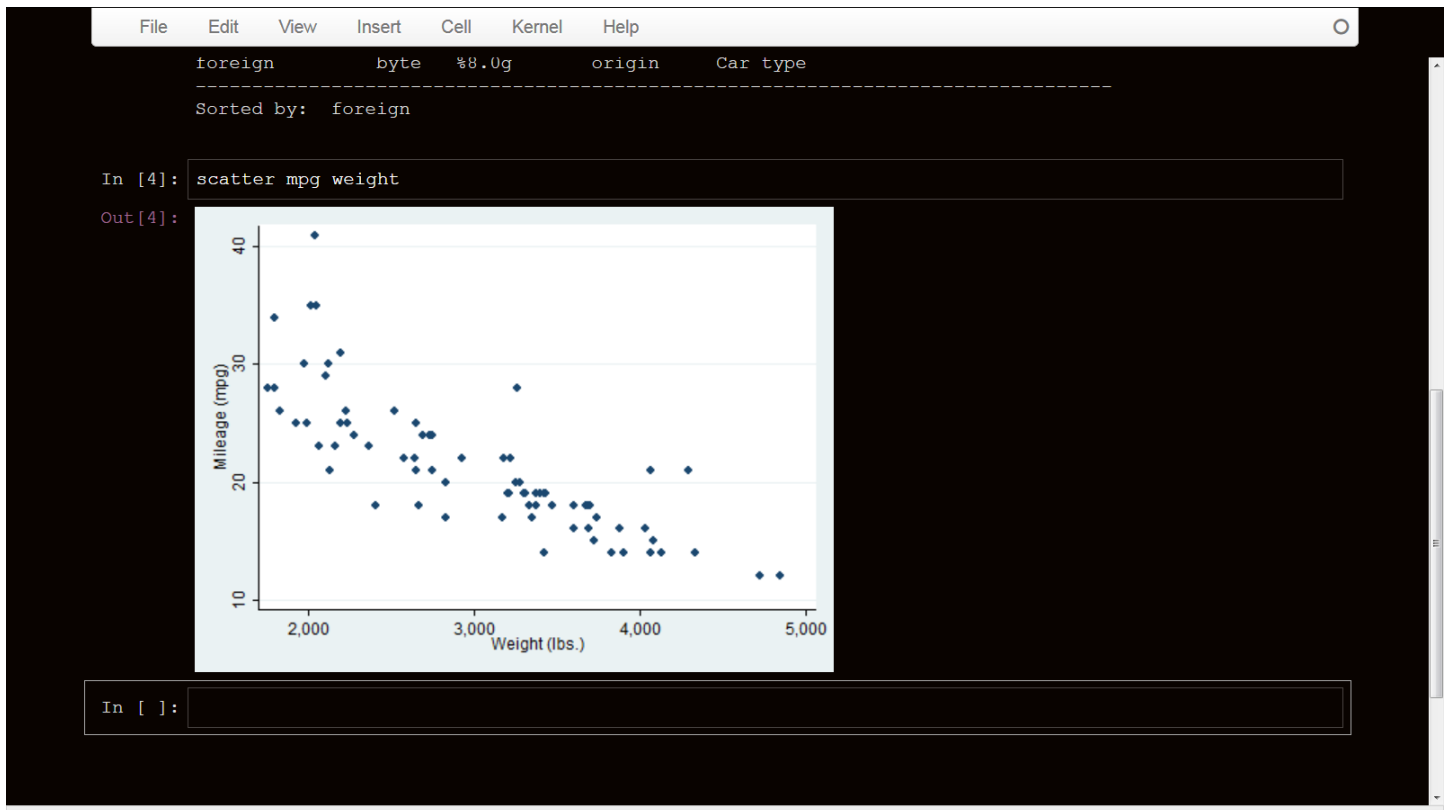 File Edit View Insert Cell Kernel Help
foreign byte %8.0g origin Car type
--------------------------------------------------------------------------------
Sorted by: foreign
In [4]: scatter mpg weight
Out[4]:
40
30
20
10
Mileage (mpg)
2,000 3,000 4,000 5,000
Weight (lbs.)
In [ ]: